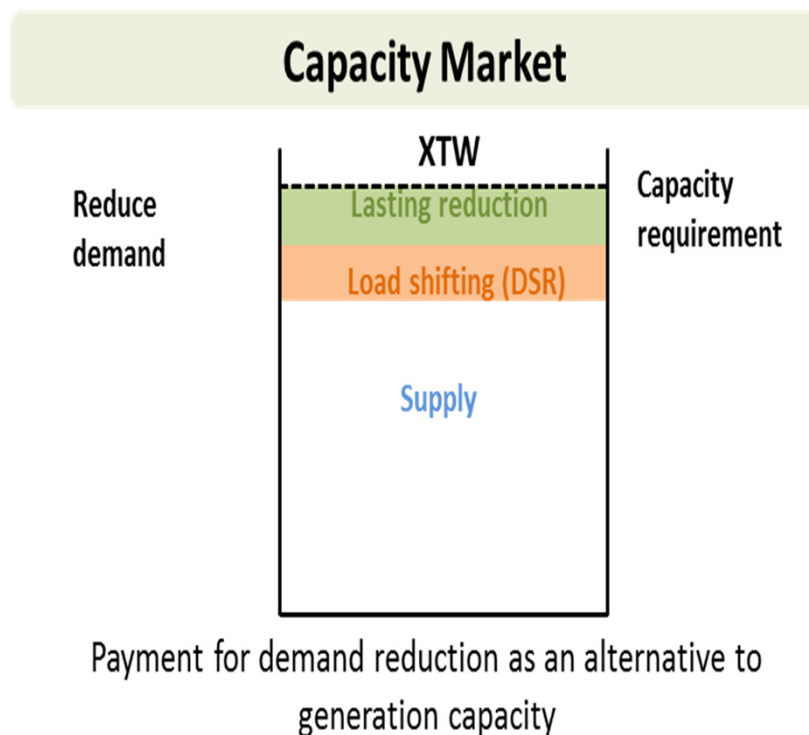 Capacity Market
XTW
Reduce
demand
Lasting reduction
Capacity
requirement
Load shifting (DSR)
Supply
Payment for demand reduction as an alternative to
generation capacity